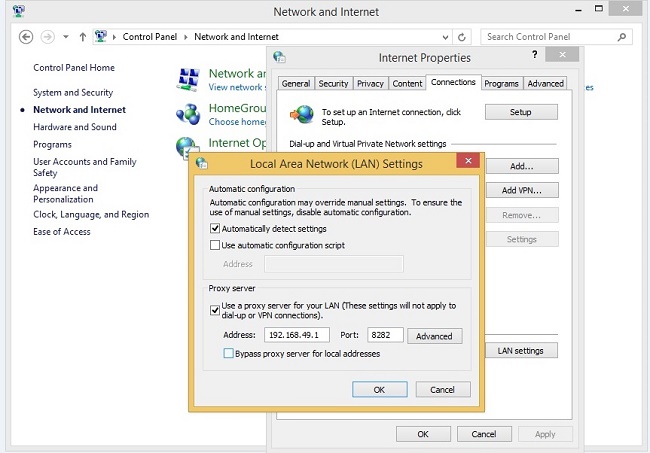 Network and Internet
Control Panel
Network and Internet
Search Control Panel
Control Panel Home
System and Security
Network and Internet
Hardware and Sound
Programs
User Accounts and Family
Safety
Appearance and
Personalization
Clock, Language, and Region
Ease of Access
Network an
View network s
HomeGrou
Choose home
Internet Op
Internet Properties
?
General
Security
Privacy
Content
Connections
Programs
Advanced
To set up an Internet connection, click
Setup.
Setup
Dial-up and Virtual Private Network settings
Add...
Add VPN...
Remove...
Settings
LAN settings
OK
Cancel
Apply
Local Area Network (LAN) Settings
Automatic configuration
Automatic configuration may override manual settings. To ensure the
use of manual settings, disable automatic configuration.
Automatically detect settings
Use automatic configuration script
Address
Proxy server
Use a proxy server for your LAN (These settings will not apply to
dial-up or VPN connections).
Address: 192.168.49.1 Port: 8282 Advanced
Bypass proxy server for local addresses
OK
Cancel